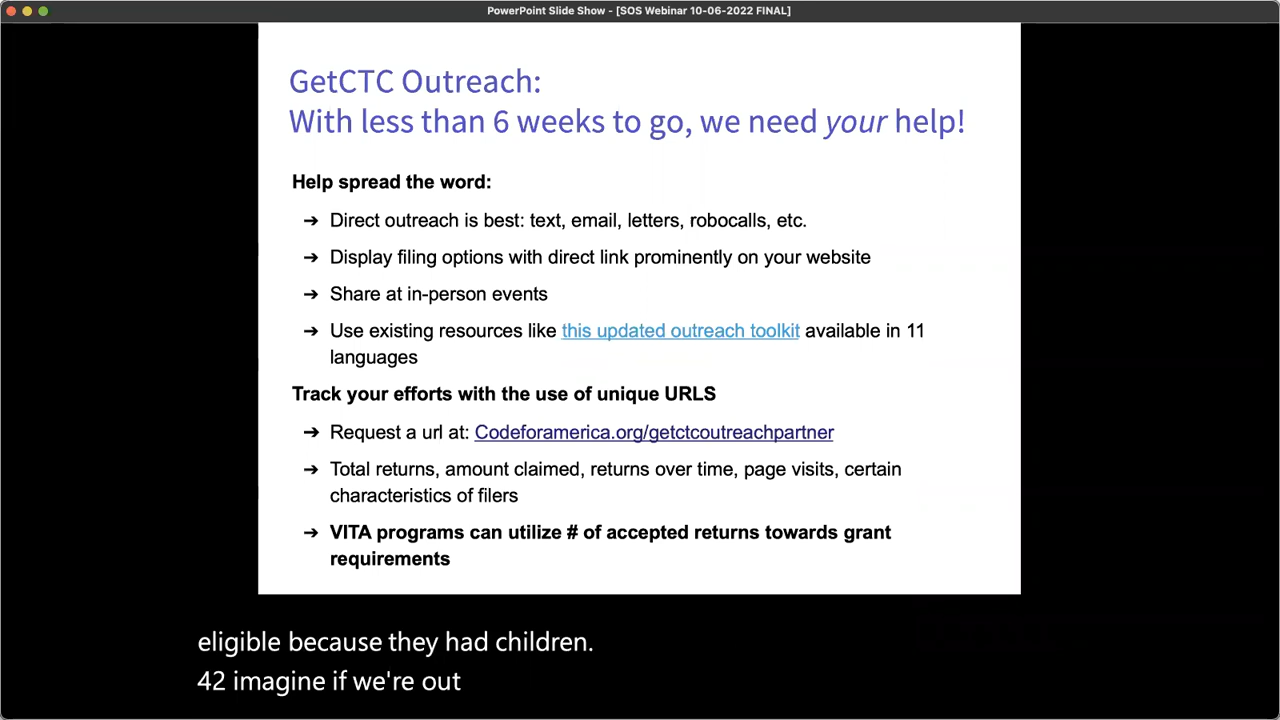 PowerPoint Slide Show - [SOS Webinar 10-06-2022 FINAL]
GetCTC Outreach:
With less than 6 weeks to go, we need your help!
Help spread the word:
➔ Direct outreach is best: text, email, letters, robocalls, etc.
➔ Display filing options with direct link prominently on your website
➔ Share at in-person events
➔ Use existing resources like this updated outreach toolkit available in 11
languages
Track your efforts with the use of unique URLS
➔ Request a url at: Codeforamerica.org/getctcoutreachpartner
➔ Total returns, amount claimed, returns over time, page visits, certain
characteristics of filers
➔ VITA programs can utilize # of accepted returns towards grant
requirements
eligible because they had children.
42 imagine if we're out